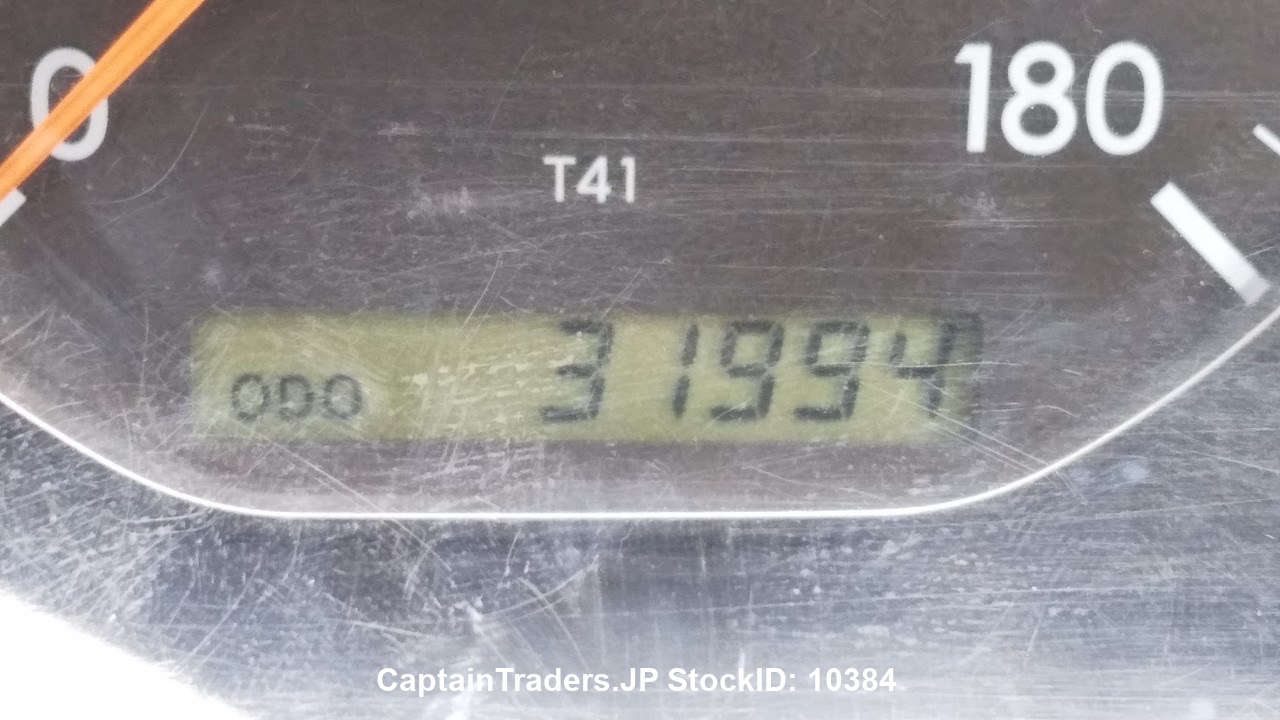 0
180
T41
ODO 31994
CaptainTraders.JP StockID: 10384